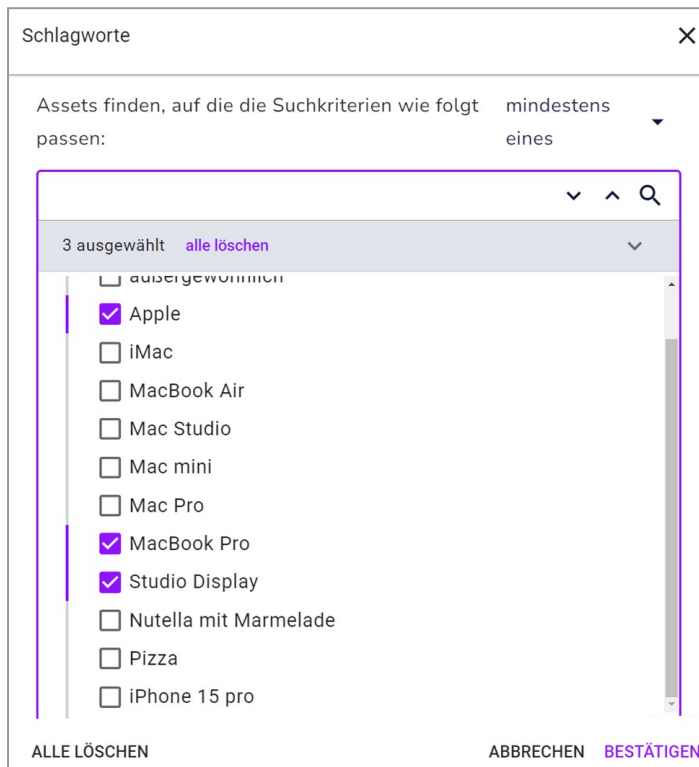 Schlagworte
Assets finden, auf die die Suchkriterien wie folgt
passen:
mindestens
eines
3 ausgewählt alle löschen
außergewöhnlich
Apple
iMac
MacBook Air
Mac Studio
Mac mini
Mac Pro
MacBook Pro
Studio Display
Nutella mit Marmelade
Pizza
iPhone 15 pro
ALLE LÖSCHEN ABBRECHEN BESTÄTIGEN